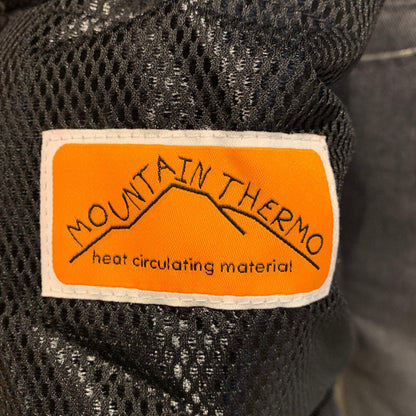 MOUNTAIN THERMO
heat circulating material